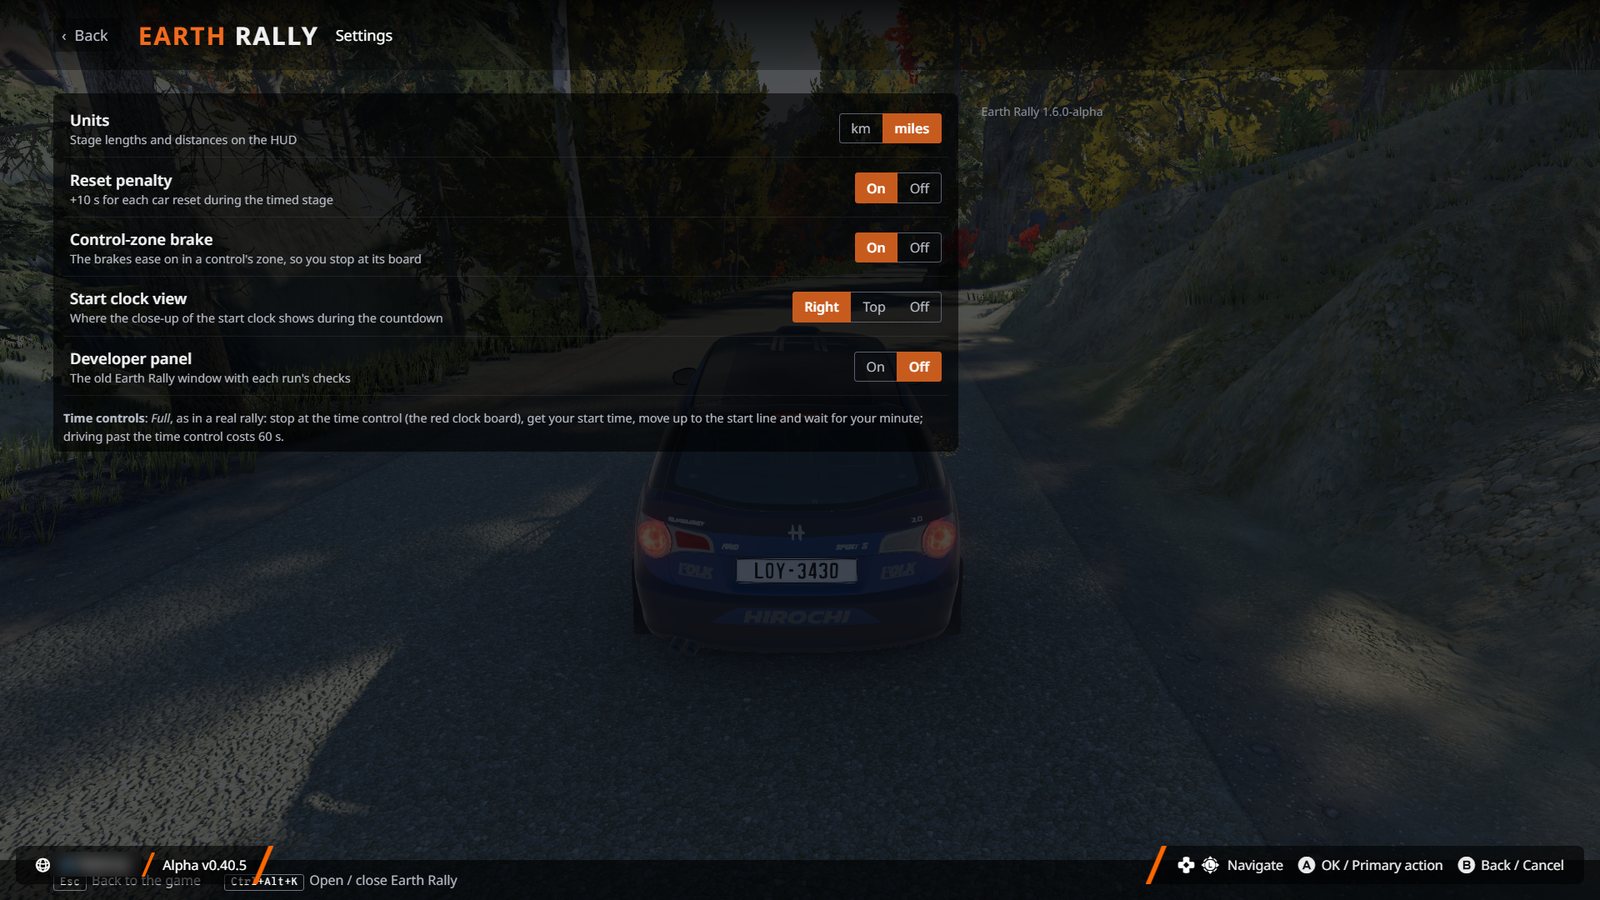 ‹ Back
EARTH RALLY Settings
Units
Stage lengths and distances on the HUD
km miles
Earth Rally 1.6.0-alpha
Reset penalty
+10 s for each car reset during the timed stage
On Off
Control-zone brake
The brakes ease on in a control's zone, so you stop at its board
On Off
Start clock view
Where the close-up of the start clock shows during the countdown
Right Top Off
Developer panel
The old Earth Rally window with each run's checks
On Off
Time controls: Full, as in a real rally: stop at the time control (the red clock board), get your start time, move up to the start line and wait for your minute;
driving past the time control costs 60 s.
2.0
SPORT S
LOY-3430
FOLK FOLK
HIROCHI
Alpha v0.40.5
Navigate A OK / Primary action B Back / Cancel
Esc Back to the game Ctrl+Alt+K Open / close Earth Rally